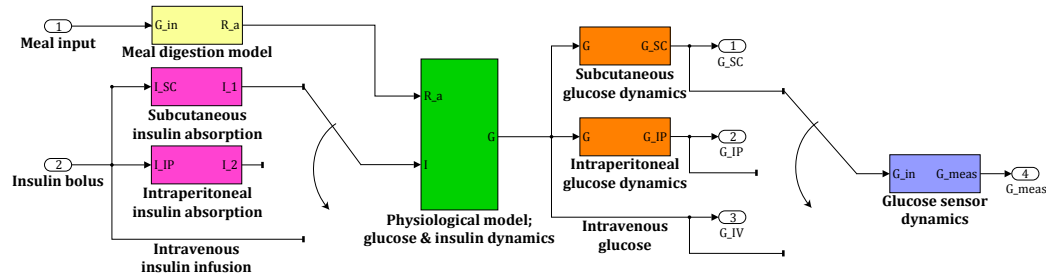 1
Meal input
G_in R_a
Meal digestion model
I_SC I_1
Subcutaneous
insulin absorption
2
Insulin bolus
I_IP I_2
Intraperitoneal
insulin absorption
Intravenous
insulin infusion
R_a
I
G
Physiological model;
glucose & insulin dynamics
G G_SC
Subcutaneous
glucose dynamics
1
G_SC
G G_IP
Intraperitoneal
glucose dynamics
2
G_IP
Intravenous
glucose
3
G_IV
G_in G_meas
Glucose sensor
dynamics
4
G_meas